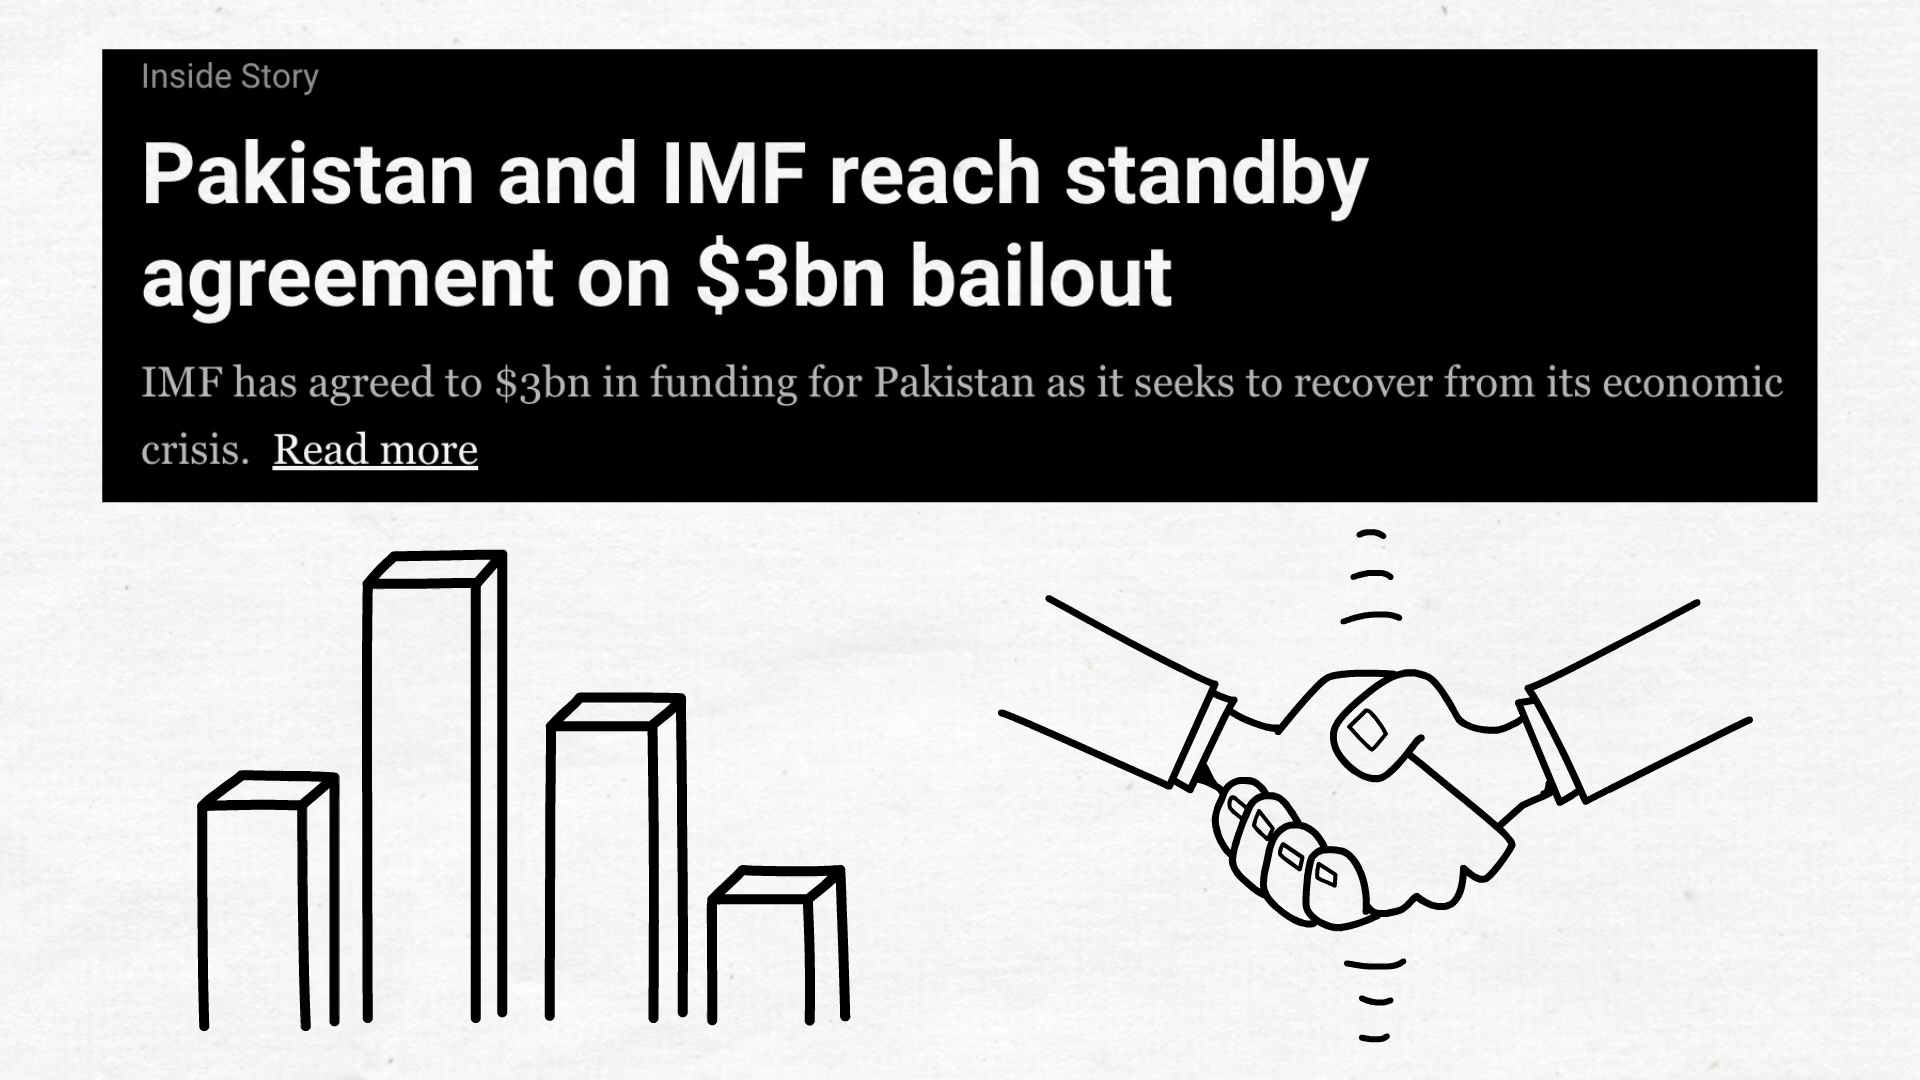 Inside Story
Pakistan and IMF reach standby
agreement on $3bn bailout
IMF has agreed to $3bn in funding for Pakistan as it seeks to recover from its economic
crisis. Read more